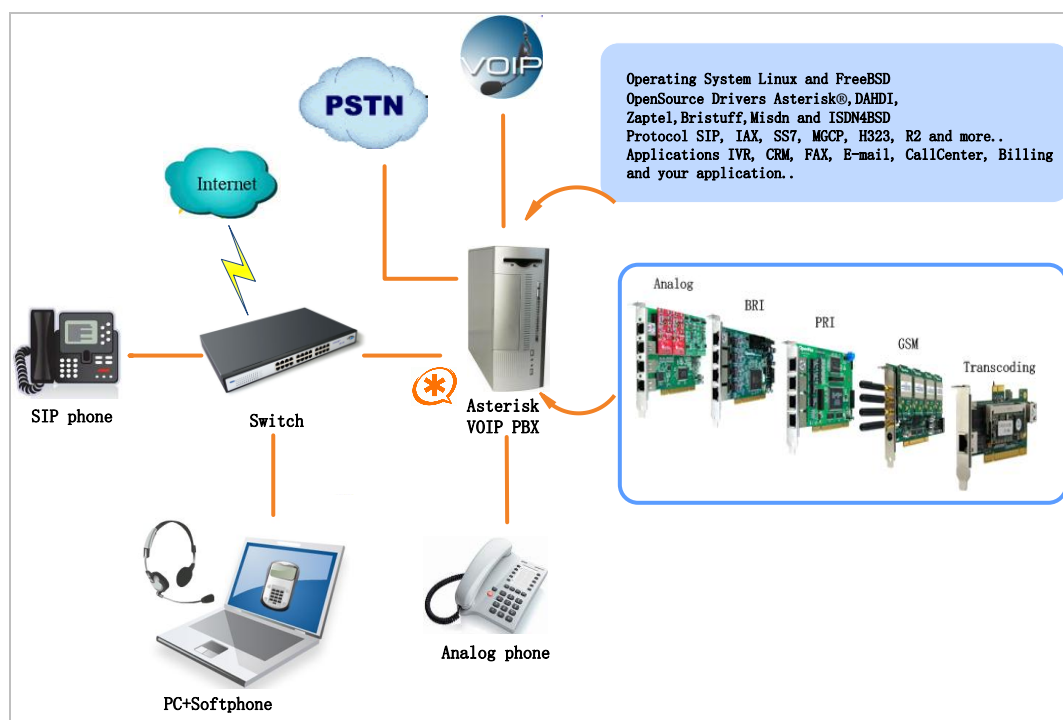 VOIP
PSTN
Internet
Operating System Linux and FreeBSD
OpenSource Drivers Asterisk®,DAHDI,
Zaptel,Bristuff,Misdn and ISDN4BSD
Protocol SIP, IAX, SS7, MGCP, H323, R2 and more..
Applications IVR, CRM, FAX, E-mail, CallCenter, Billing
and your application..
Analog
BRI
PRI
GSM
Transcoding
SIP phone
Switch
Asterisk
VOIP PBX
Analog phone
PC+Softphone